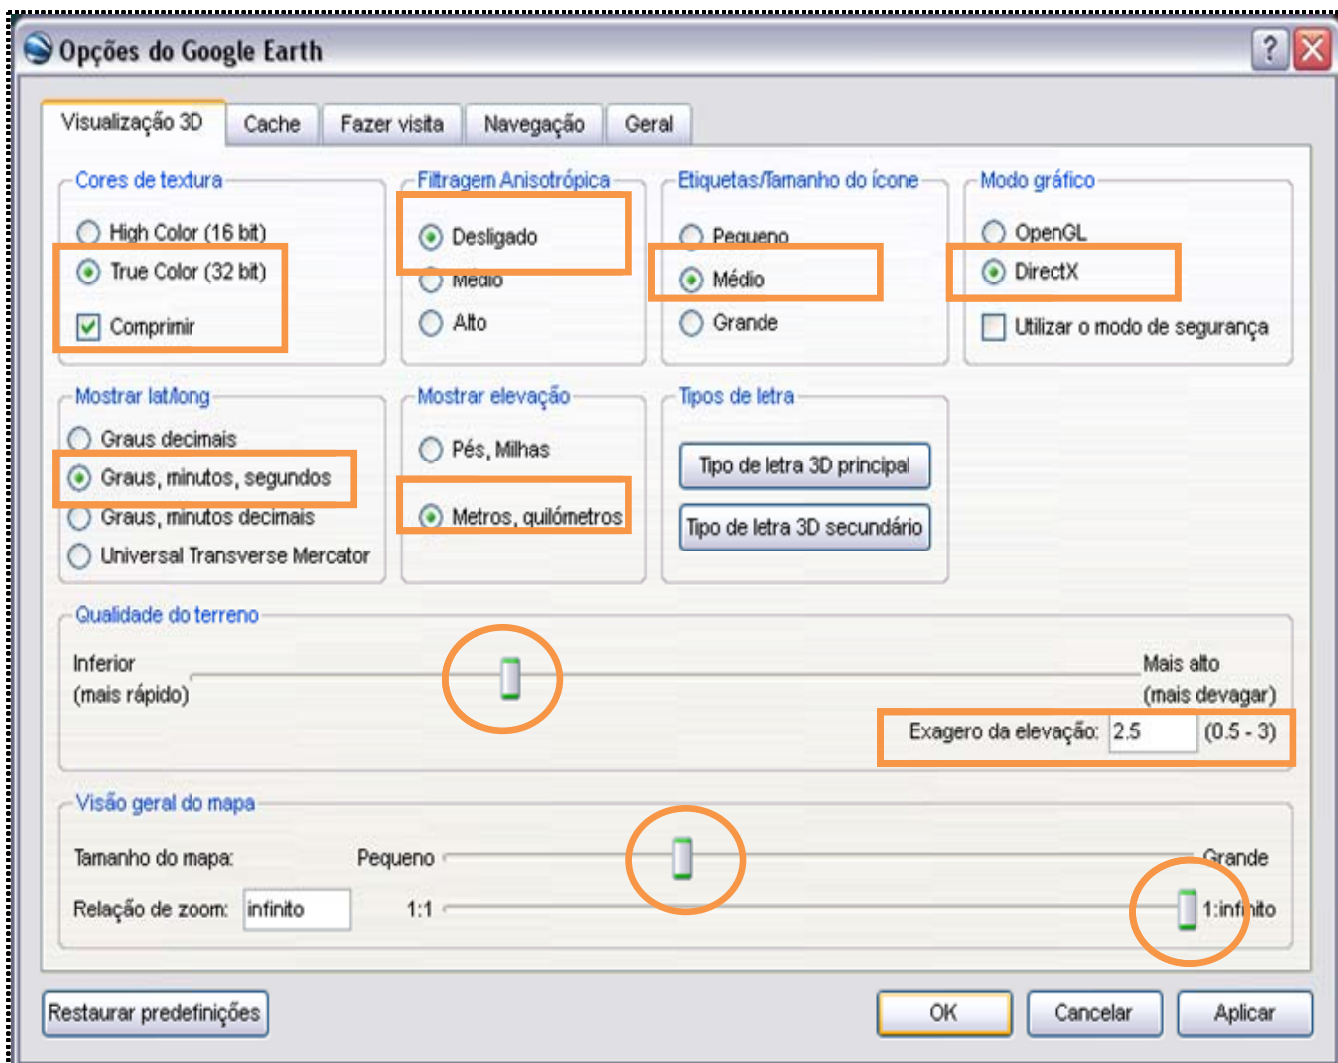 Opções do Google Earth
Visualização 3D Cache Fazer visita Navegação Geral
Cores de textura
High Color (16 bit)
True Color (32 bit)
Comprimir
Filtragem Anisotrópica
Desligado
Médio
Alto
Etiquetas/Tamanho do ícone
Pequeno
Médio
Grande
Modo gráfico
OpenGL
DirectX
Utilizar o modo de segurança
Mostrar lat/long
Graus decimais
Graus, minutos, segundos
Graus, minutos decimais
Universal Transverse Mercator
Mostrar elevação
Pés, Milhas
Metros, quilómetros
Tipos de letra
Tipo de letra 3D principal
Tipo de letra 3D secundário
Qualidade do terreno
Inferior
(mais rápido)
Mais alto
(mais devagar)
Exagero da elevação: 2.5 (0.5 - 3)
Visão geral do mapa
Tamanho do mapa: Pequeno Grande
Relação de zoom: infinito 1:1 1:infinito
Restaurar predefinições OK Cancelar Aplicar